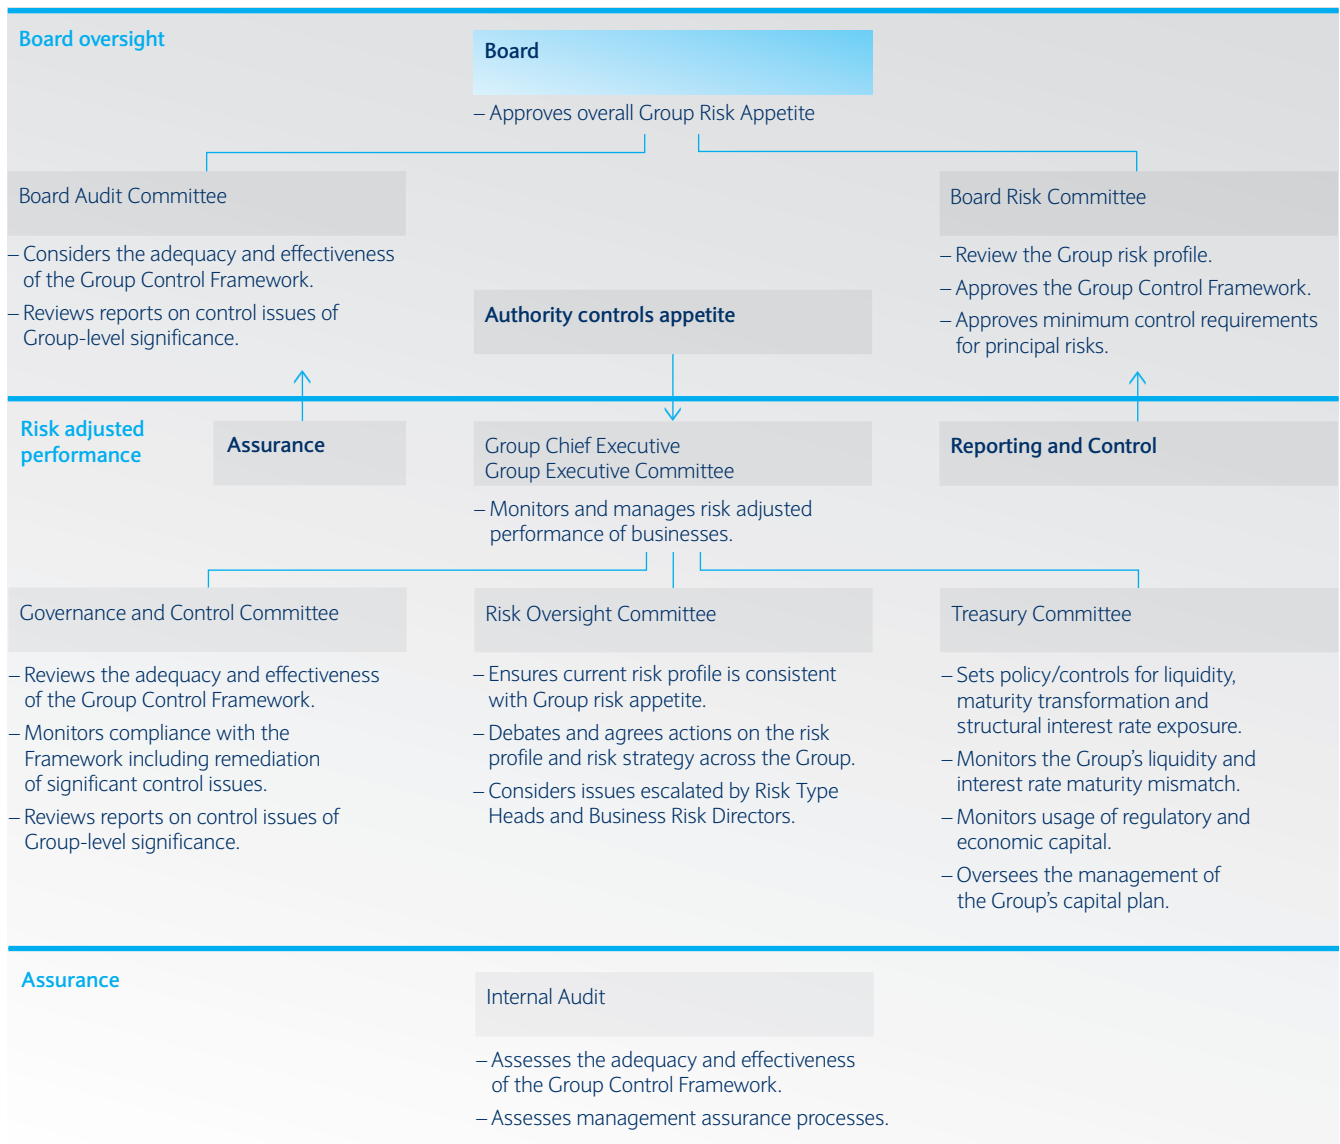 Board oversight
Board
– Approves overall Group Risk Appetite
Board Audit Committee
– Considers the adequacy and effectiveness
of the Group Control Framework.
– Reviews reports on control issues of
Group-level significance.
Board Risk Committee
– Review the Group risk profile.
– Approves the Group Control Framework.
– Approves minimum control requirements
for principal risks.
Authority controls appetite
Risk adjusted
performance
Assurance
Group Chief Executive
Group Executive Committee
– Monitors and manages risk adjusted
performance of businesses.
Reporting and Control
Governance and Control Committee
– Reviews the adequacy and effectiveness
of the Group Control Framework.
– Monitors compliance with the
Framework including remediation
of significant control issues.
– Reviews reports on control issues of
Group-level significance.
Risk Oversight Committee
– Ensures current risk profile is consistent
with Group risk appetite.
– Debates and agrees actions on the risk
profile and risk strategy across the Group.
– Considers issues escalated by Risk Type
Heads and Business Risk Directors.
Treasury Committee
– Sets policy/controls for liquidity,
maturity transformation and
structural interest rate exposure.
– Monitors the Group’s liquidity and
interest rate maturity mismatch.
– Monitors usage of regulatory and
economic capital.
– Oversees the management of
the Group’s capital plan.
Assurance
Internal Audit
– Assesses the adequacy and effectiveness
of the Group Control Framework.
– Assesses management assurance processes.